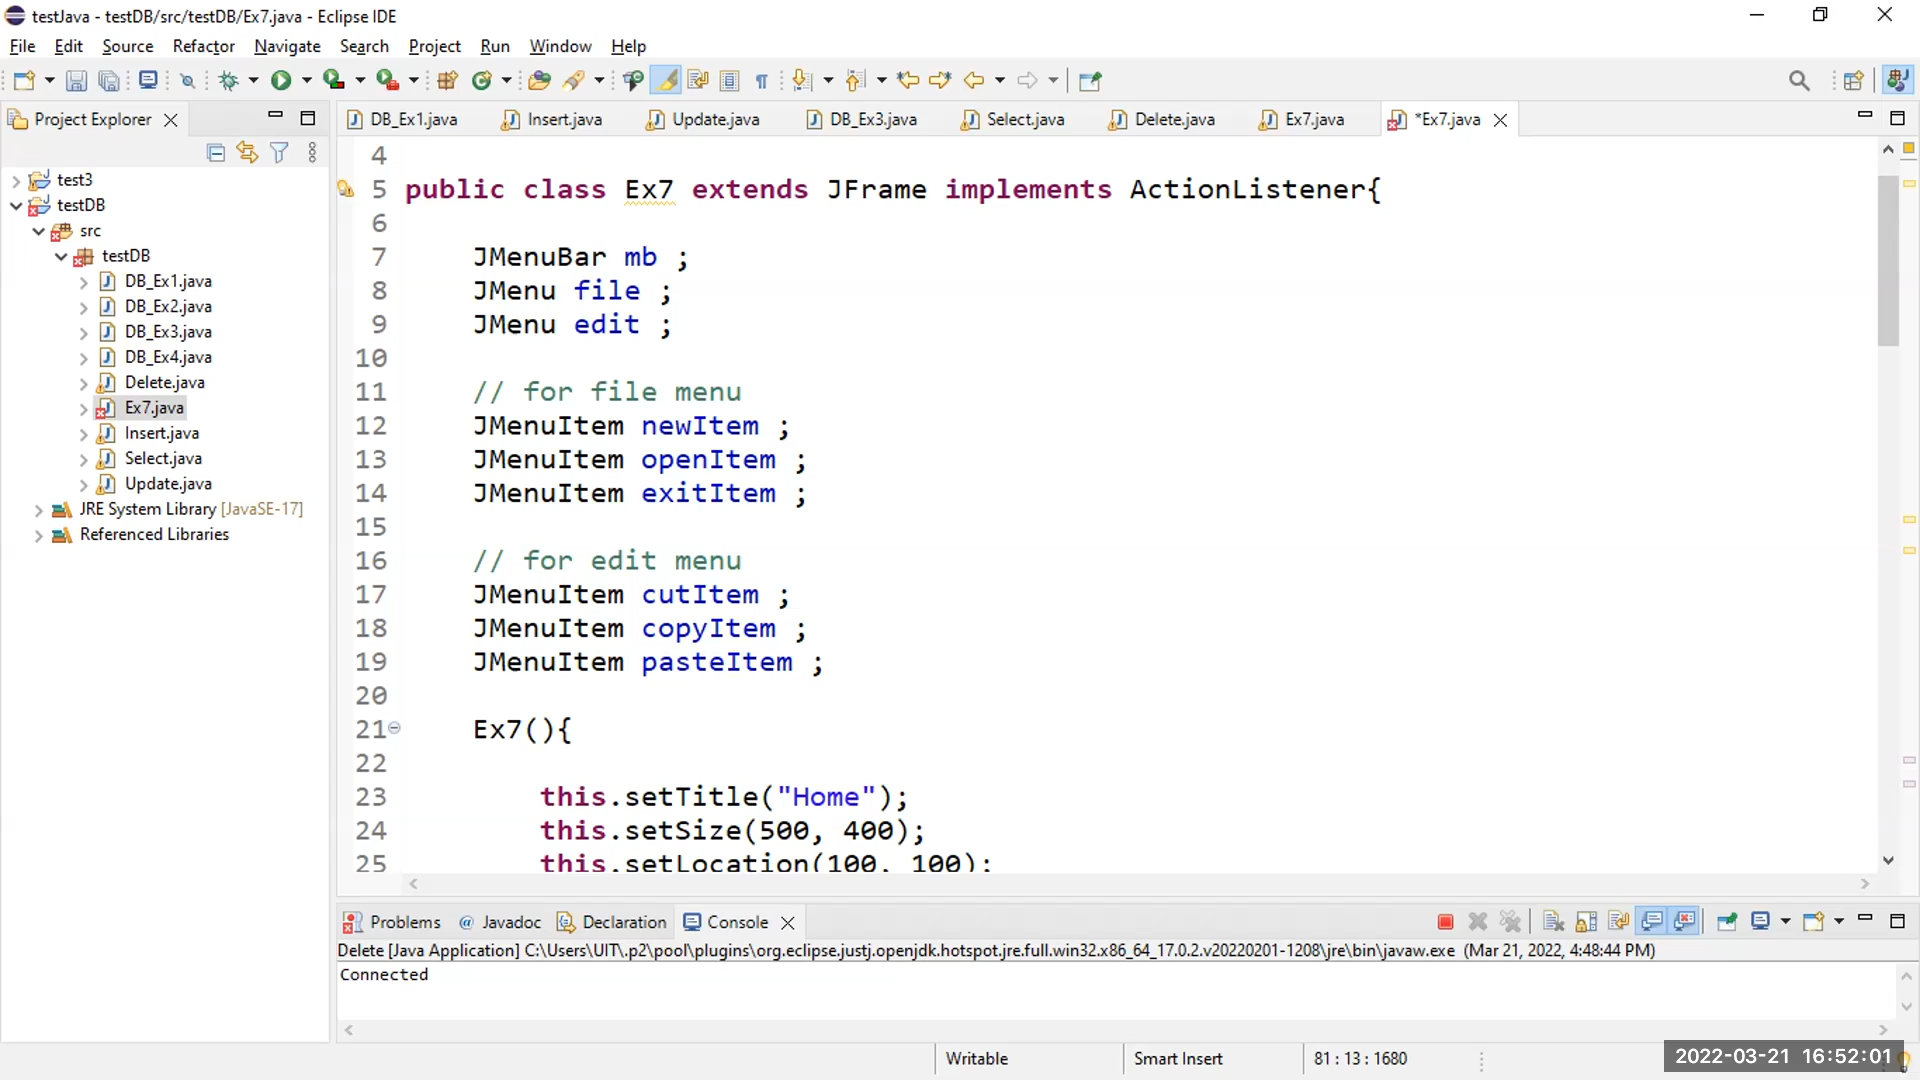 testJava - testDB/src/testDB/Ex7.java - Eclipse IDE
File Edit Source Refactor Navigate Search Project Run Window Help
Project Explorer
DB_Ex1.java Insert.java Update.java DB_Ex3.java Select.java Delete.java Ex7.java *Ex7.java
test3
testDB
src
testDB
DB_Ex1.java
DB_Ex2.java
DB_Ex3.java
DB_Ex4.java
Delete.java
Ex7.java
Insert.java
Select.java
Update.java
JRE System Library [JavaSE-17]
Referenced Libraries
4
5 public class Ex7 extends JFrame implements ActionListener{
6
7 JMenuBar mb ;
8 JMenu file ;
9 JMenu edit ;
10
11 // for file menu
12 JMenuItem newItem ;
13 JMenuItem openItem ;
14 JMenuItem exitItem ;
15
16 // for edit menu
17 JMenuItem cutItem ;
18 JMenuItem copyItem ;
19 JMenuItem pasteItem ;
20
21 Ex7(){
22
23 this.setTitle("Home");
24 this.setSize(500, 400);
25 this.setLocation(100, 100);
Problems @ Javadoc Declaration Console
Delete [Java Application] C:\Users\UIT\.p2\pool\plugins\org.eclipse.justj.openjdk.hotspot.jre.full.win32.x86_64_17.0.2.v20220201-1208\jre\bin\javaw.exe (Mar 21, 2022, 4:48:44 PM)
Connected
Writable Smart Insert 81 : 13 : 1680
2022-03-21 16:52:01